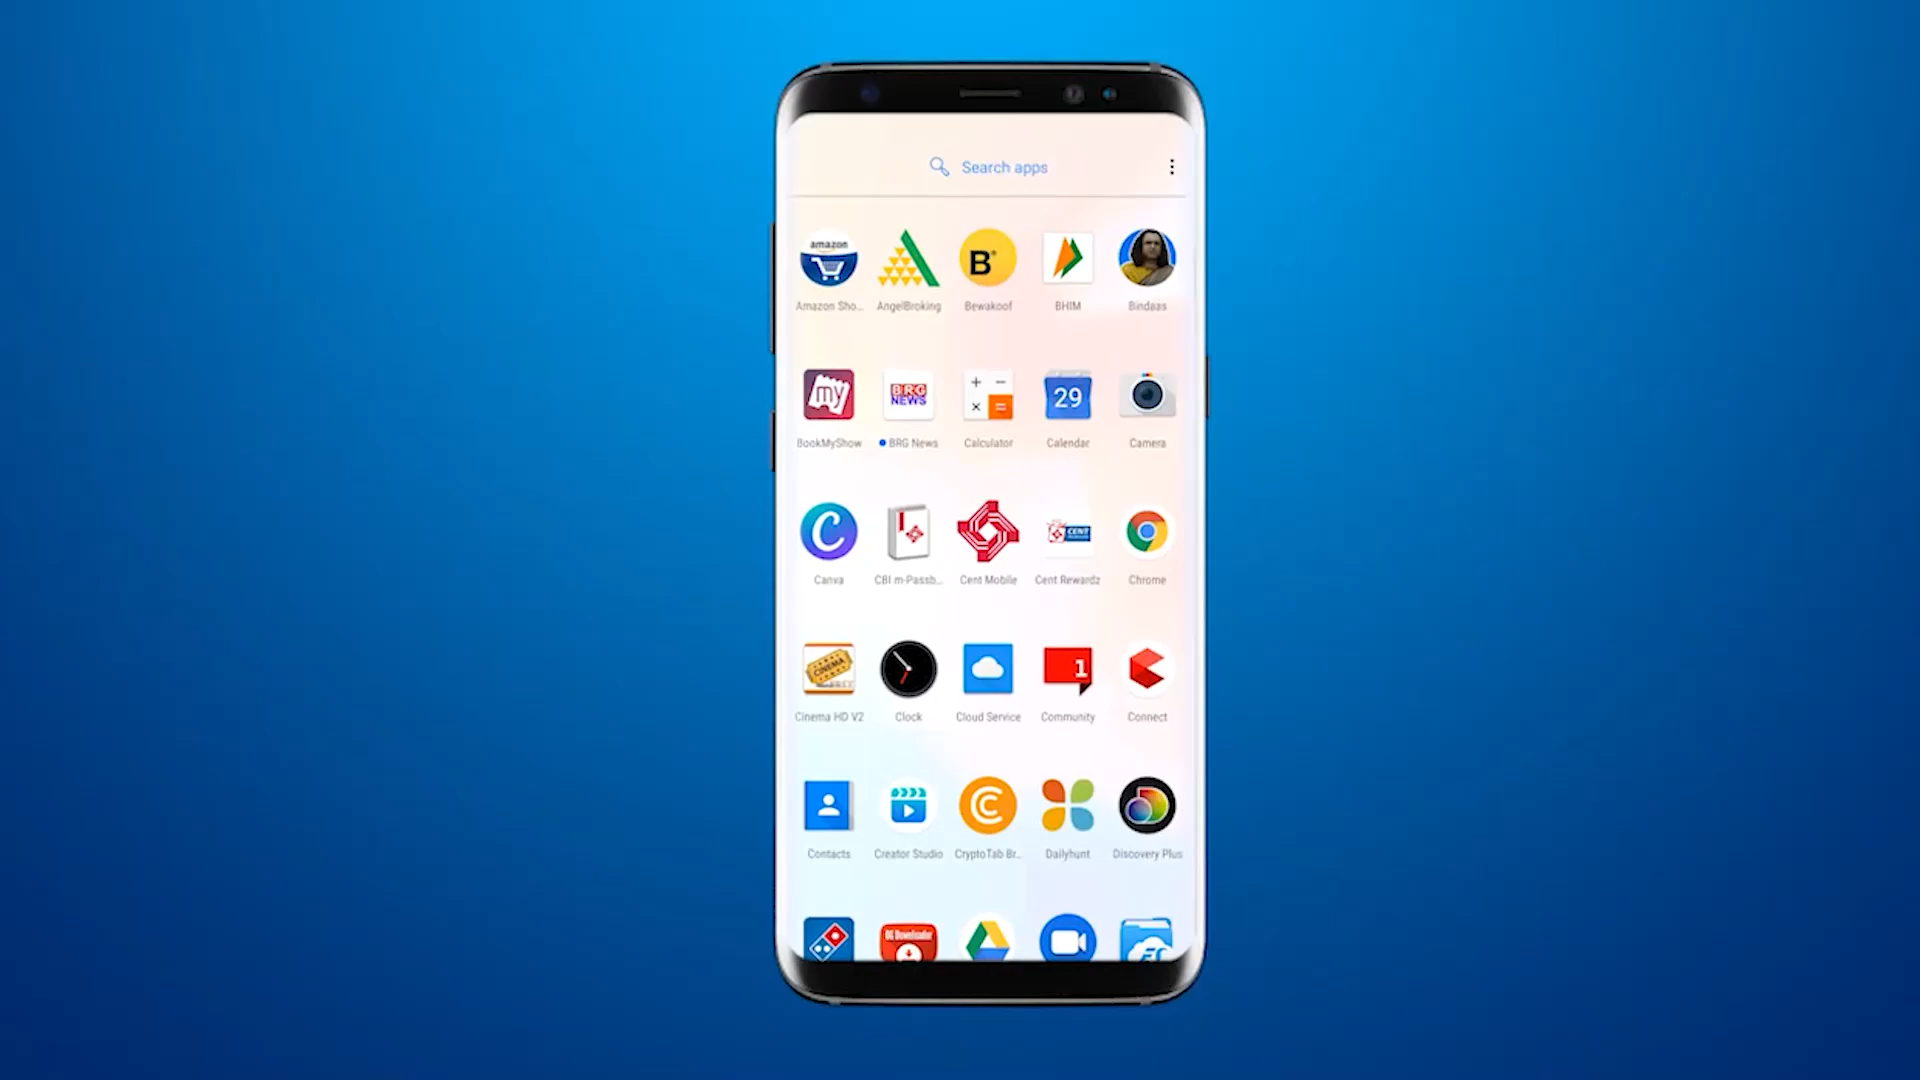 Search apps
amazon
B
Amazon Sho...
AngelBroking
Bewakoof
BHIM
Bindaas
my
BRG
NEWS
29
BookMyShow
BRG News
Calculator
Calendar
Camera
C
CENT
Canva
CBI m-Passb...
Cent Mobile
Cent Rewardz
Chrome
CINEMA
1
Cinema HD V2
Clock
Cloud Service
Community
Connect
Contacts
Creator Studio
CryptoTab Br...
Dailyhunt
Discovery Plus
OG Downloader